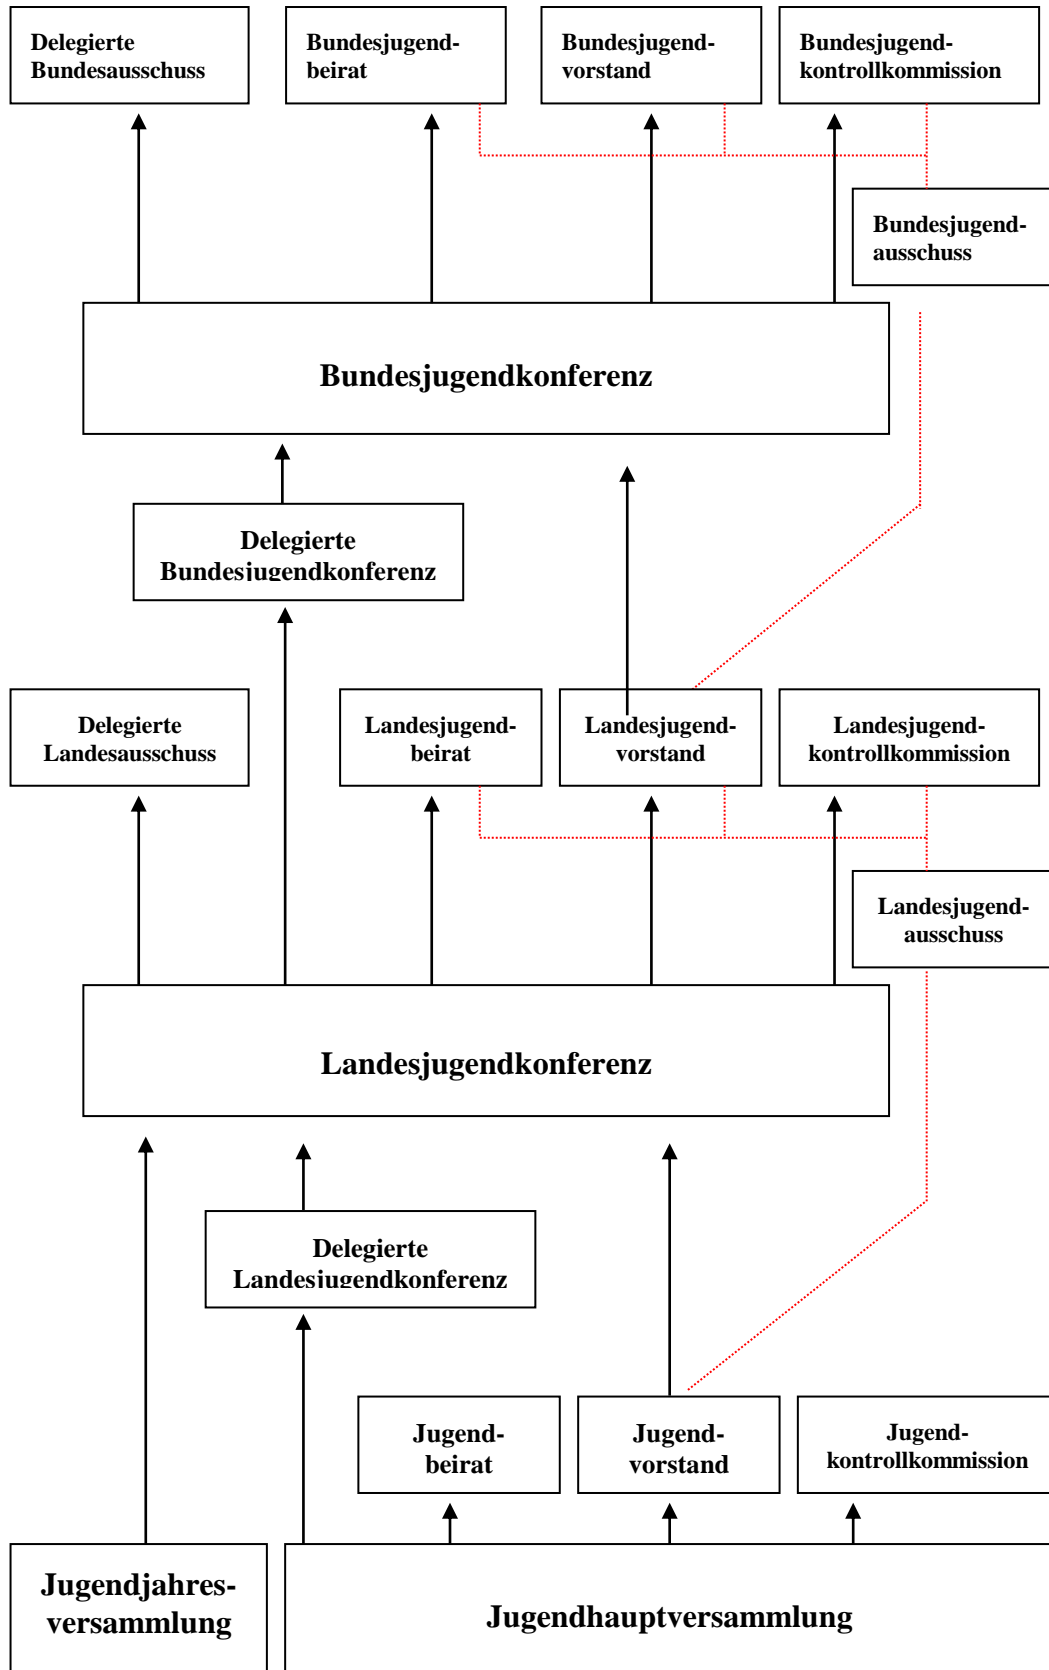 Delegierte
Bundesausschuss
Bundesjugend-
beirat
Bundesjugend-
vorstand
Bundesjugend-
kontrollkommission
Bundesjugend-
ausschuss
Bundesjugendkonferenz
Delegierte
Bundesjugendkonferenz
Delegierte
Landesausschuss
Landesjugend-
beirat
Landesjugend-
vorstand
Landesjugend-
kontrollkommission
Landesjugend-
ausschuss
Landesjugendkonferenz
Delegierte
Landesjugendkonferenz
Jugend-
beirat
Jugend-
vorstand
Jugend-
kontrollkommission
Jugendjahres-
versammlung
Jugendhauptversammlung